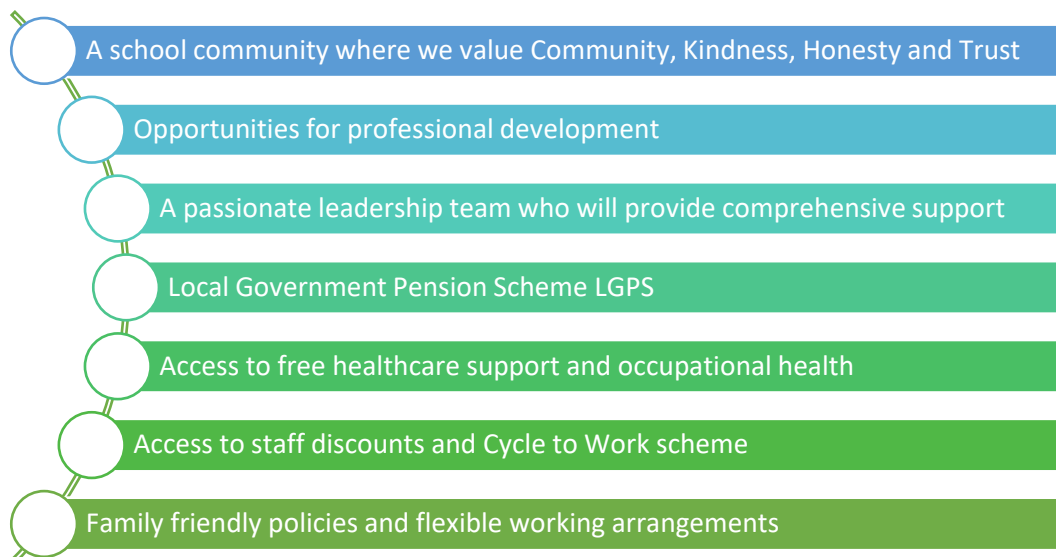 A school community where we value Community, Kindness, Honesty and Trust
Opportunities for professional development
A passionate leadership team who will provide comprehensive support
Local Government Pension Scheme LGPS
Access to free healthcare support and occupational health
Access to staff discounts and Cycle to Work scheme
Family friendly policies and flexible working arrangements